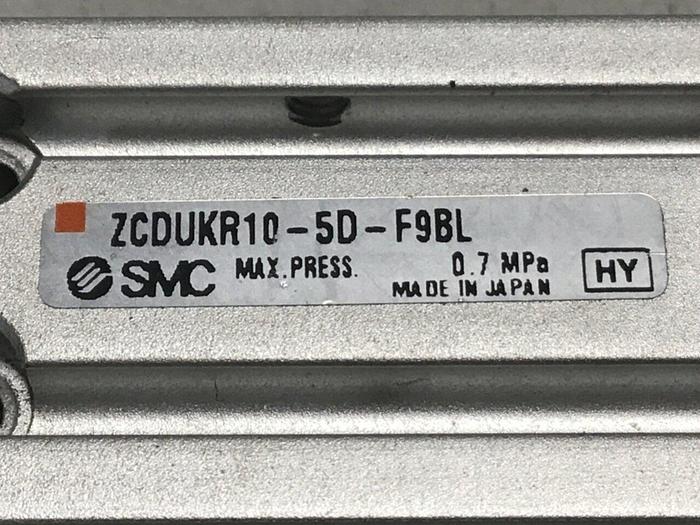 ZCDUKR10-5D-F9BL
SMC MAX.PRESS. 0.7 MPa
MADE IN JAPAN
HY